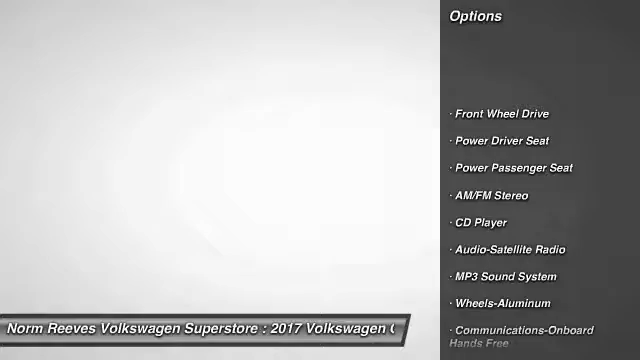 Options
· Front Wheel Drive
· Power Driver Seat
· Power Passenger Seat
· AM/FM Stereo
· CD Player
· Audio-Satellite Radio
· MP3 Sound System
· Wheels-Aluminum
· Communications-Onboard
Hands Free
Norm Reeves Volkswagen Superstore : 2017 Volkswagen